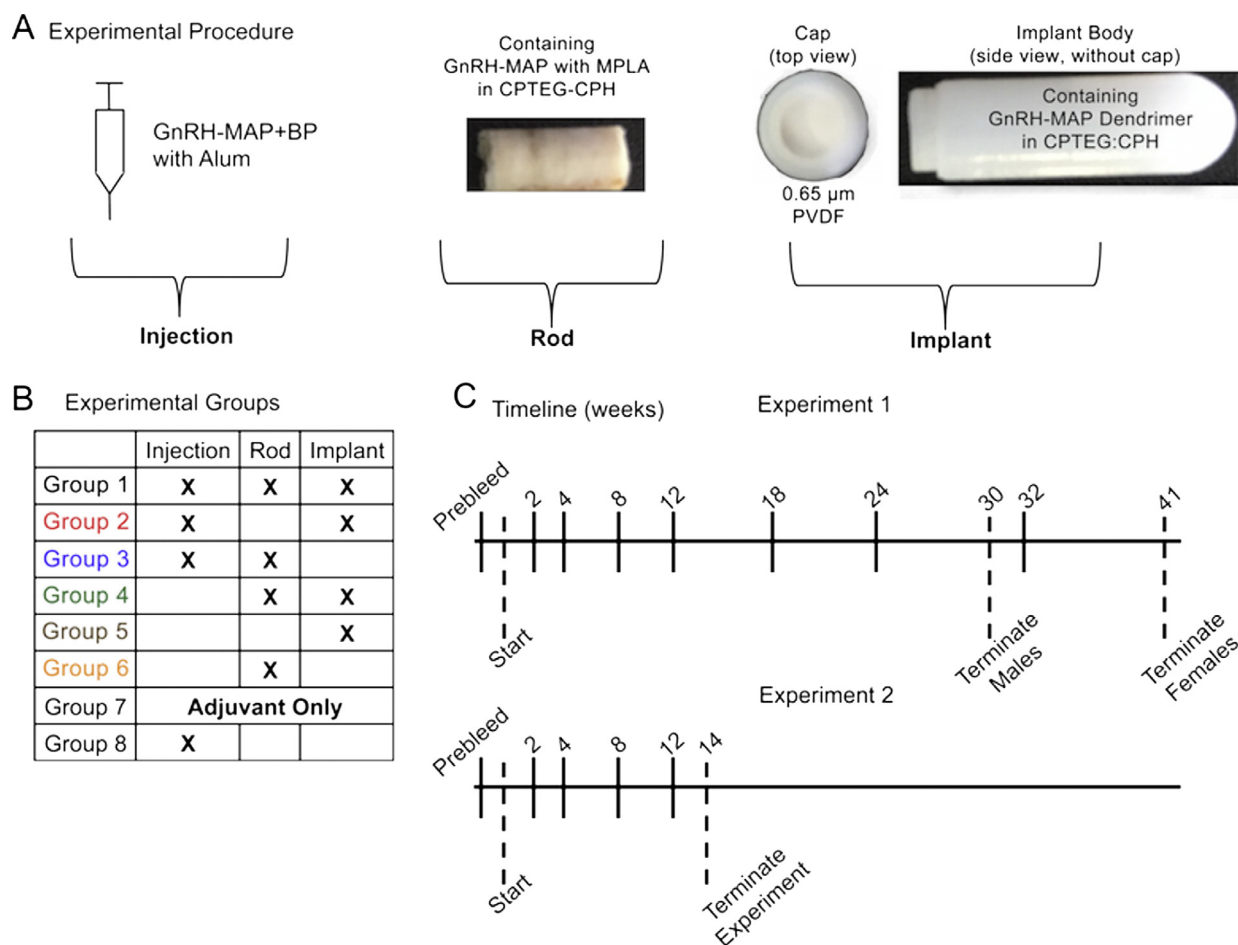 A Experimental Procedure
GnRH-MAP+BP
with Alum
Injection
Containing
GnRH-MAP with MPLA
in CPTEG-CPH
Rod
Cap
(top view)
0.65 µm
PVDF
Implant Body
(side view, without cap)
Containing
GnRH-MAP Dendrimer
in CPTEG:CPH
Implant
B Experimental Groups
Injection Rod Implant
Group 1 X X X
Group 2 X X
Group 3 X X
Group 4 X X
Group 5 X
Group 6 X
Group 7 Adjuvant Only
Group 8 X
C Timeline (weeks) Experiment 1
Prebleed 2 4 8 12 18 24 30 32 41
Start
Terminate
Males
Terminate
Females
Experiment 2
Prebleed 2 4 8 12 14
Start
Terminate
Experiment